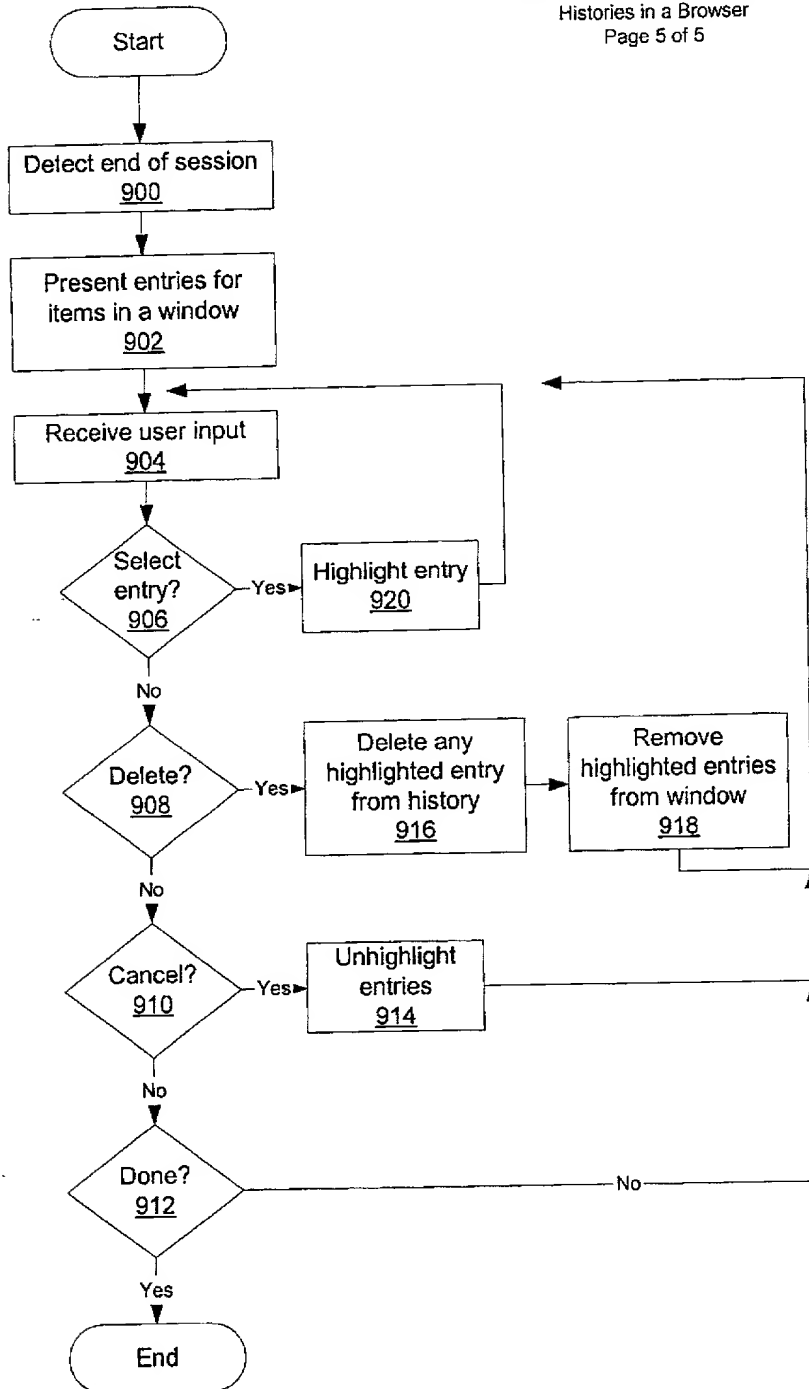 Histories in a Browser
Page 5 of 5
Start
Detect end of session
900
Present entries for
items in a window
902
Receive user input
904
Select
entry?
906
Yes
Highlight entry
920
No
Delete?
908
Yes
Delete any
highlighted entry
from history
916
Remove
highlighted entries
from window
918
No
Cancel?
910
Yes
Unhighlight
entries
914
No
Done?
912
No
Yes
End